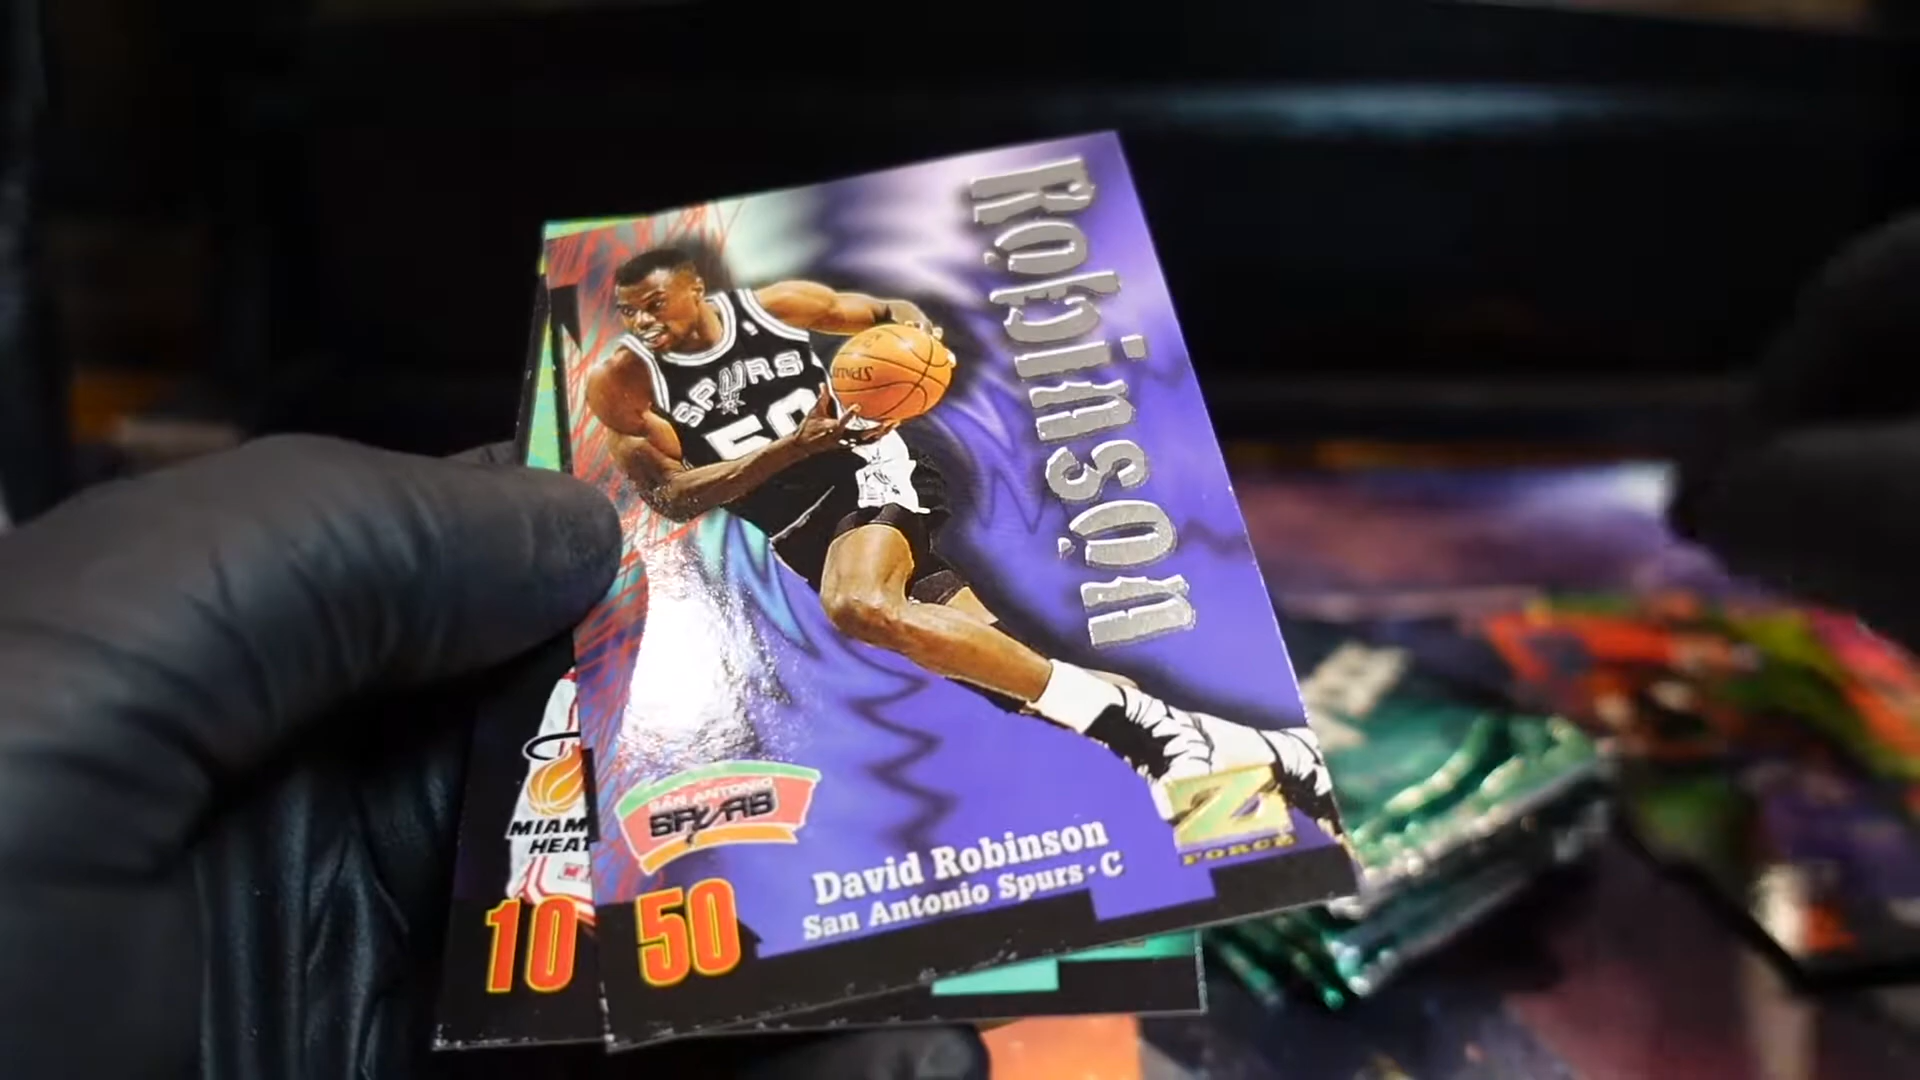 Robinson
SPURS
50
SPALDING
SAN ANTONIO
SPURS
Z
FORCE
David Robinson
San Antonio Spurs · C
50
MIAMI
HEAT
10